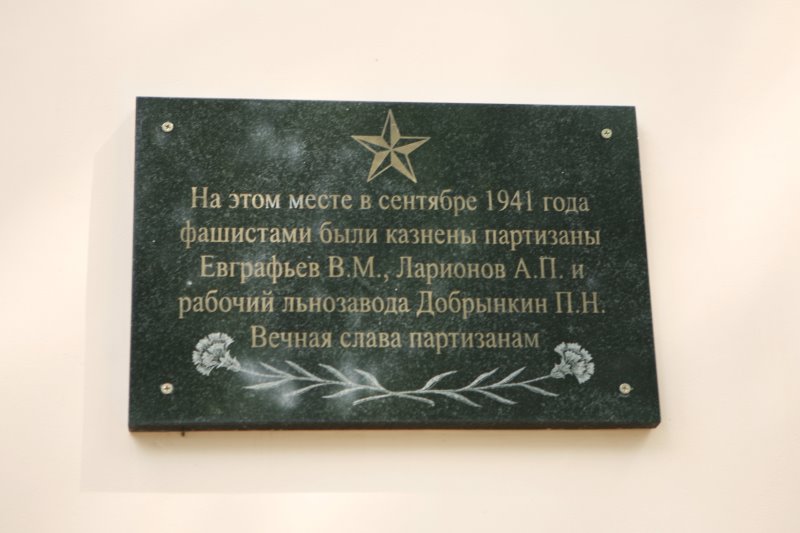 На этом месте в сентябре 1941 года
фашистами были казнены партизаны
Евграфьев В.М., Ларионов А.П. и
рабочий льнозавода Добрынкин П.Н.
Вечная слава партизанам